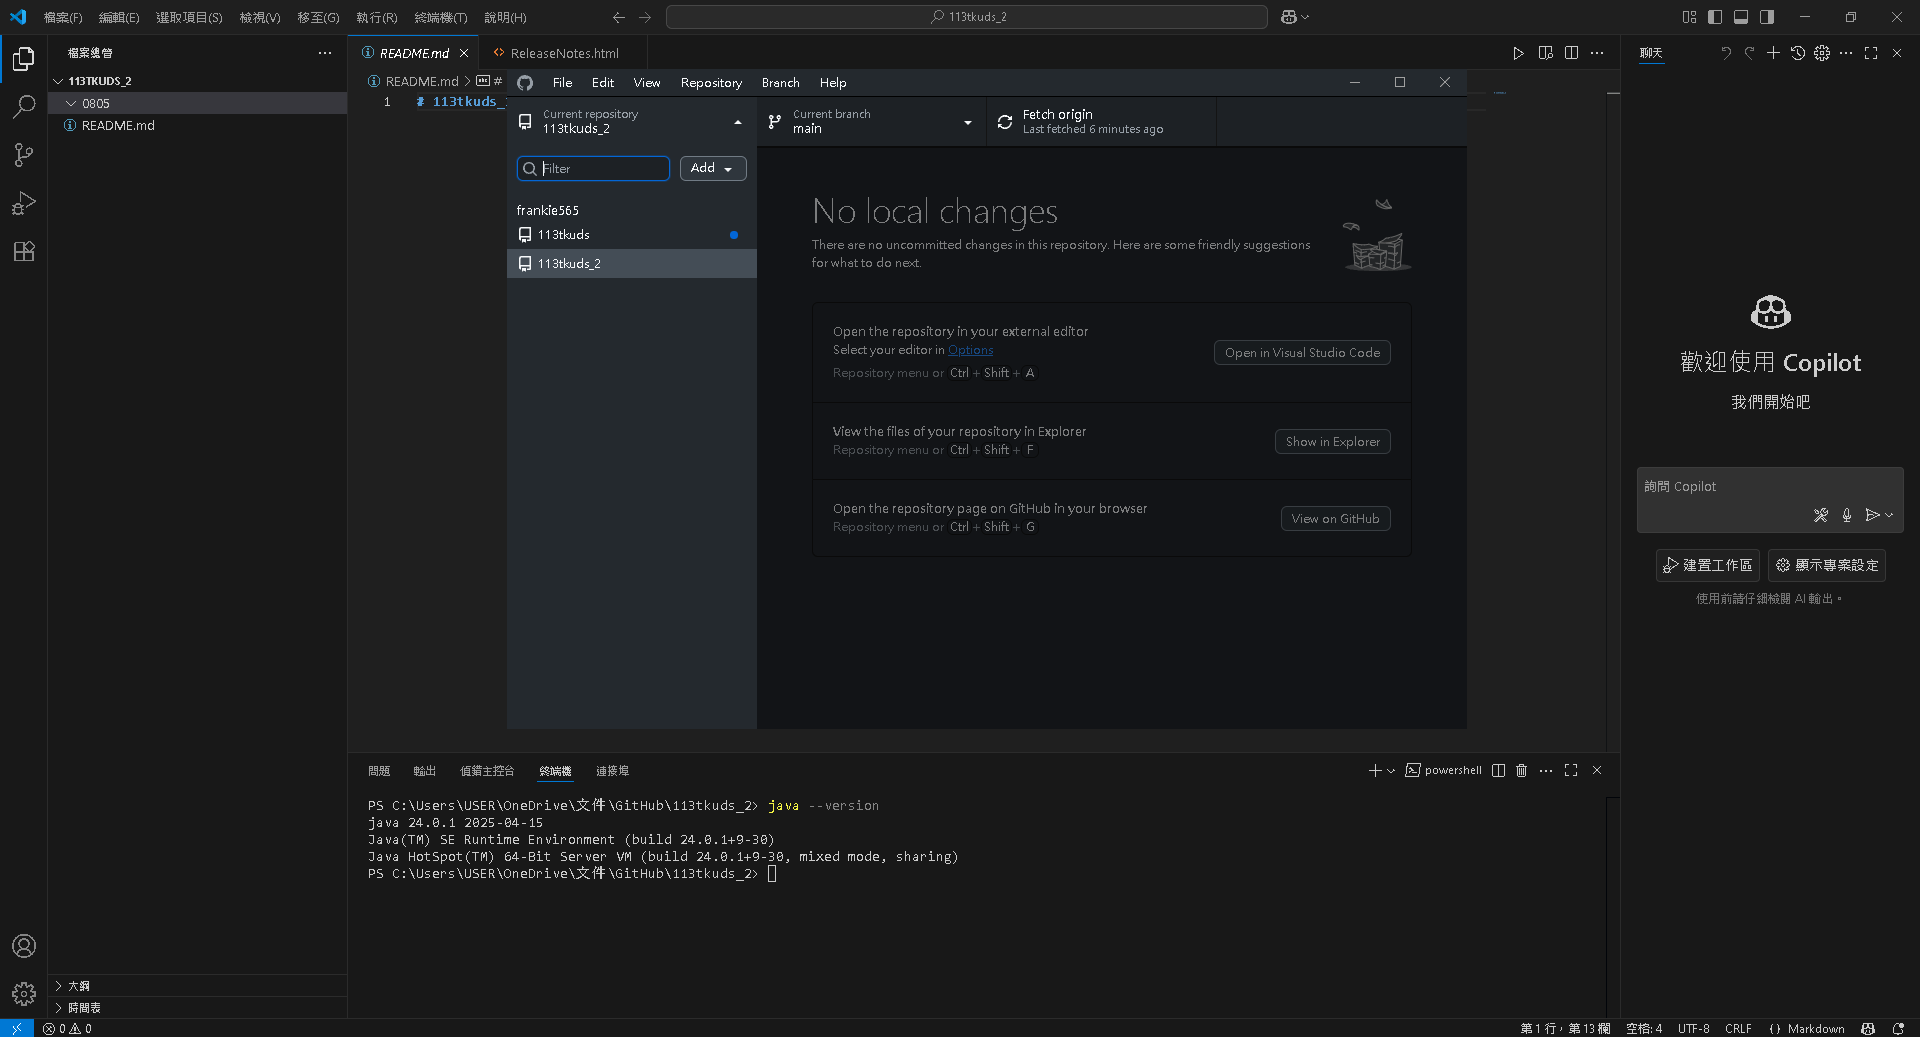 檔案(F) 編輯(E) 選取項目(S) 檢視(V) 移至(G) 執行(R) 終端機(T) 說明(H)
113tkuds_2
檔案總管
113TKUDS_2
0805
README.md
大綱
時間表
README.md
ReleaseNotes.html
README.md > #
1
# 113tkuds_
File Edit View Repository Branch Help
Current repository
113tkuds_2
Current branch
main
Fetch origin
Last fetched 6 minutes ago
Filter
Add
frankie565
113tkuds
113tkuds_2
No local changes
There are no uncommitted changes in this repository. Here are some friendly suggestions
for what to do next.
Open the repository in your external editor
Select your editor in Options
Repository menu or Ctrl + Shift + A
Open in Visual Studio Code
View the files of your repository in Explorer
Repository menu or Ctrl + Shift + F
Show in Explorer
Open the repository page on GitHub in your browser
Repository menu or Ctrl + Shift + G
View on GitHub
問題 輸出 偵錯主控台 終端機 連接埠
powershell
PS C:\Users\USER\OneDrive\文件\GitHub\113tkuds_2> java --version
java 24.0.1 2025-04-15
Java(TM) SE Runtime Environment (build 24.0.1+9-30)
Java HotSpot(TM) 64-Bit Server VM (build 24.0.1+9-30, mixed mode, sharing)
PS C:\Users\USER\OneDrive\文件\GitHub\113tkuds_2>
聊天
歡迎使用 Copilot
我們開始吧
詢問 Copilot
建置工作區
顯示專案設定
使用前請仔細檢閱 AI 輸出。
0 0
第 1 行，第 13 欄 空格: 4 UTF-8 CRLF {} Markdown